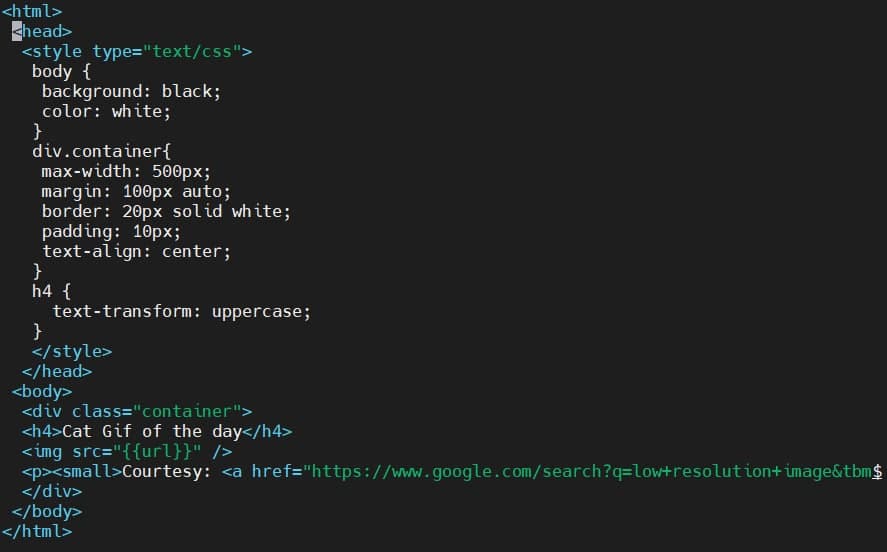 <html>
 <head>
  <style type="text/css">
   body {
    background: black;
    color: white;
   }
   div.container{
    max-width: 500px;
    margin: 100px auto;
    border: 20px solid white;
    padding: 10px;
    text-align: center;
   }
   h4 {
     text-transform: uppercase;
   }
   </style>
  </head>
 <body>
  <div class="container">
  <h4>Cat Gif of the day</h4>
  <img src="{{url}}" />
  <p><small>Courtesy: <a href="https://www.google.com/search?q=low+resolution+image&tbm$
  </div>
 </body>
</html>